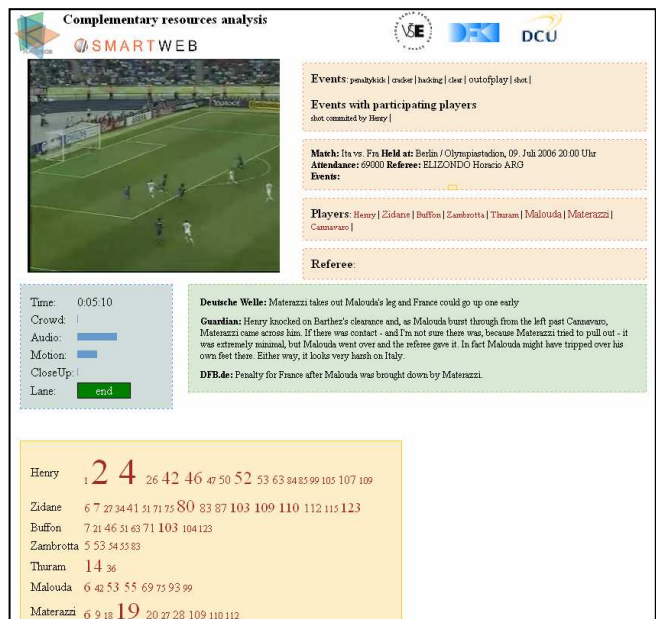 Complementary resources analysis
SMARTWEB
VŠE
DFKI
DCU
YAHOO!
Events: penaltykick | cracker | hacking | clear | outofplay | shot |
Events with participating players
shot commited by Henry |
Match: Ita vs. Fra Held at: Berlin / Olympiastadion, 09. Juli 2006 20:00 Uhr
Attendance: 69000 Referee: ELIZONDO Horacio ARG
Events:
Players: Henry | Zidane | Buffon | Zambrotta | Thuram | Malouda | Materazzi |
Cannavaro |
Referee:
Time: 0:05:10
Crowd:
Audio:
Motion:
CloseUp:
Lane: end
Deutsche Welle: Materazzi takes out Malouda's leg and France could go up one early
Guardian: Henry knocked on Barthez's clearance and, as Malouda burst through from the left past Cannavaro,
Materazzi came across him. If there was contact - and I'm not sure there was, because Materazzi tried to pull out - it
was extremely minimal, but Malouda went over and the referee gave it. In fact Malouda might have tripped over his
own feet there. Either way, it looks very harsh on Italy.
DFB.de: Penalty for France after Malouda was brought down by Materazzi.
Henry 1 2 4 26 42 46 47 50 52 53 63 84 85 99 105 107 109
Zidane 6 7 27 34 41 51 71 75 80 83 87 103 109 110 112 115 123
Buffon 7 21 46 51 63 71 103 104 123
Zambrotta 5 53 54 55 83
Thuram 14 36
Malouda 6 42 53 55 69 75 93 99
Materazzi 6 9 18 19 20 27 28 109 110 112